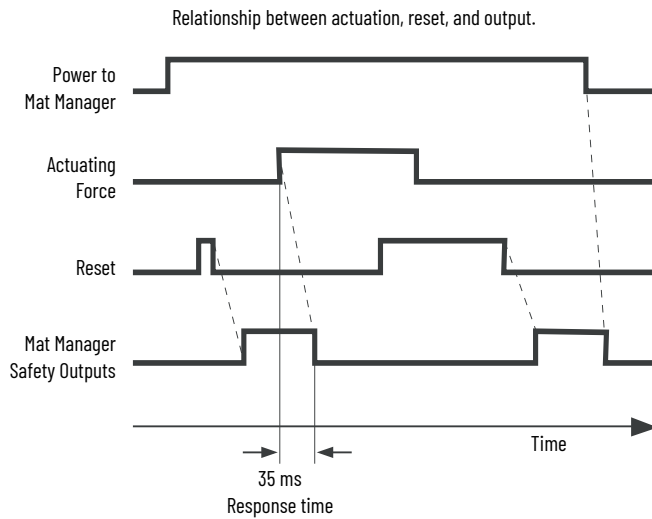 Relationship between actuation, reset, and output.
Power to
Mat Manager
Actuating
Force
Reset
Mat Manager
Safety Outputs
Time
35 ms
Response time